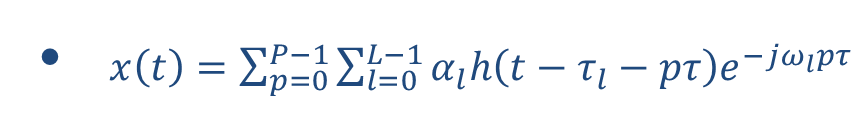 • x(t) = ∑_{p=0}^{P−1} ∑_{l=0}^{L−1} α_l h(t − τ_l − pτ)e^{−jω_l pτ}